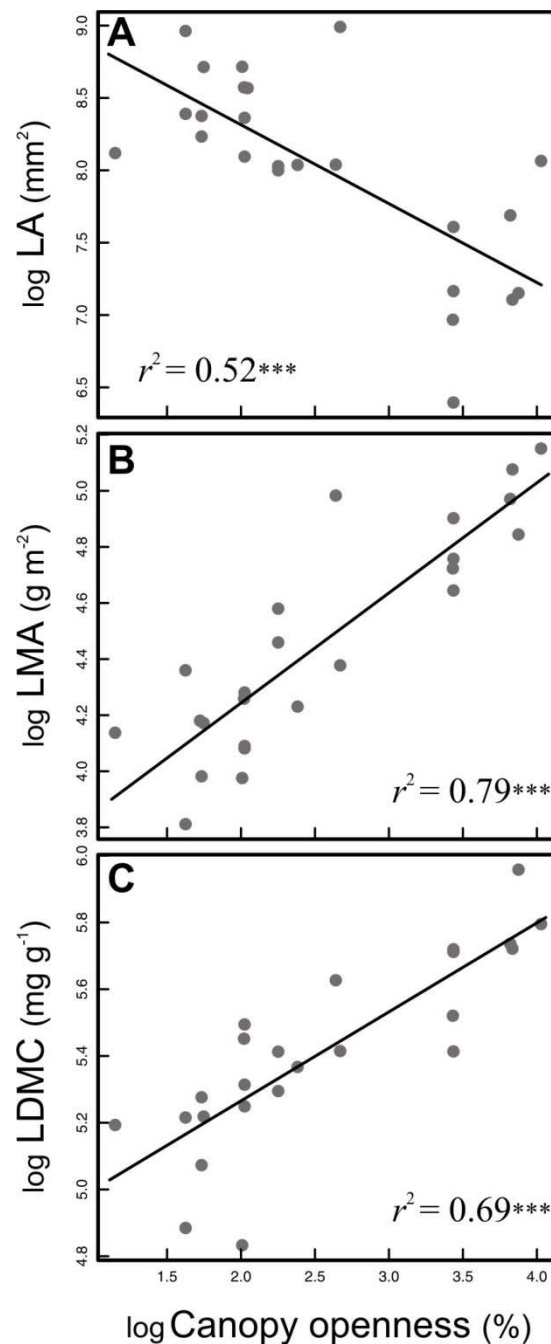 A
log LA (mm²)
9.0
8.5
8.0
7.5
7.0
6.5
r² = 0.52***
B
log LMA (g m⁻²)
5.2
5.0
4.8
4.6
4.4
4.2
4.0
3.8
r² = 0.79***
C
log LDMC (mg g⁻¹)
6.0
5.8
5.6
5.4
5.2
5.0
4.8
r² = 0.69***
1.5 2.0 2.5 3.0 3.5 4.0
log Canopy openness (%)